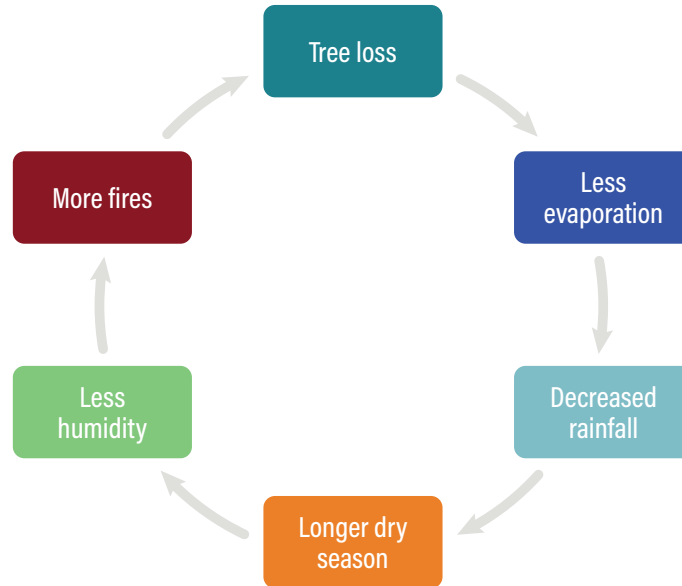 Tree loss
Less
evaporation
Decreased
rainfall
Longer dry
season
Less
humidity
More fires